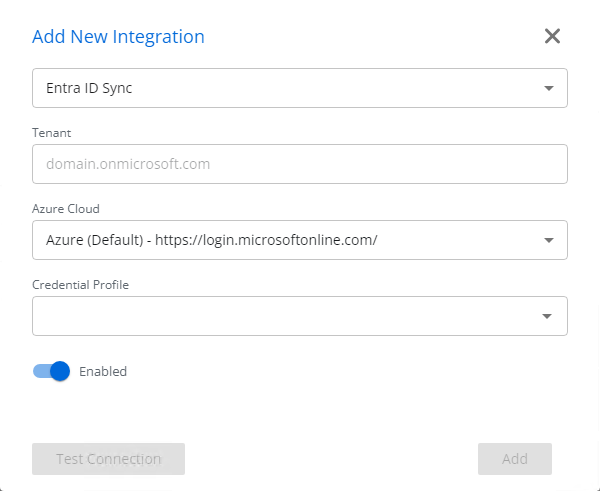 Add New Integration
Entra ID Sync
Tenant
domain.onmicrosoft.com
Azure Cloud
Azure (Default) - https://login.microsoftonline.com/
Credential Profile
Enabled
Test Connection
Add